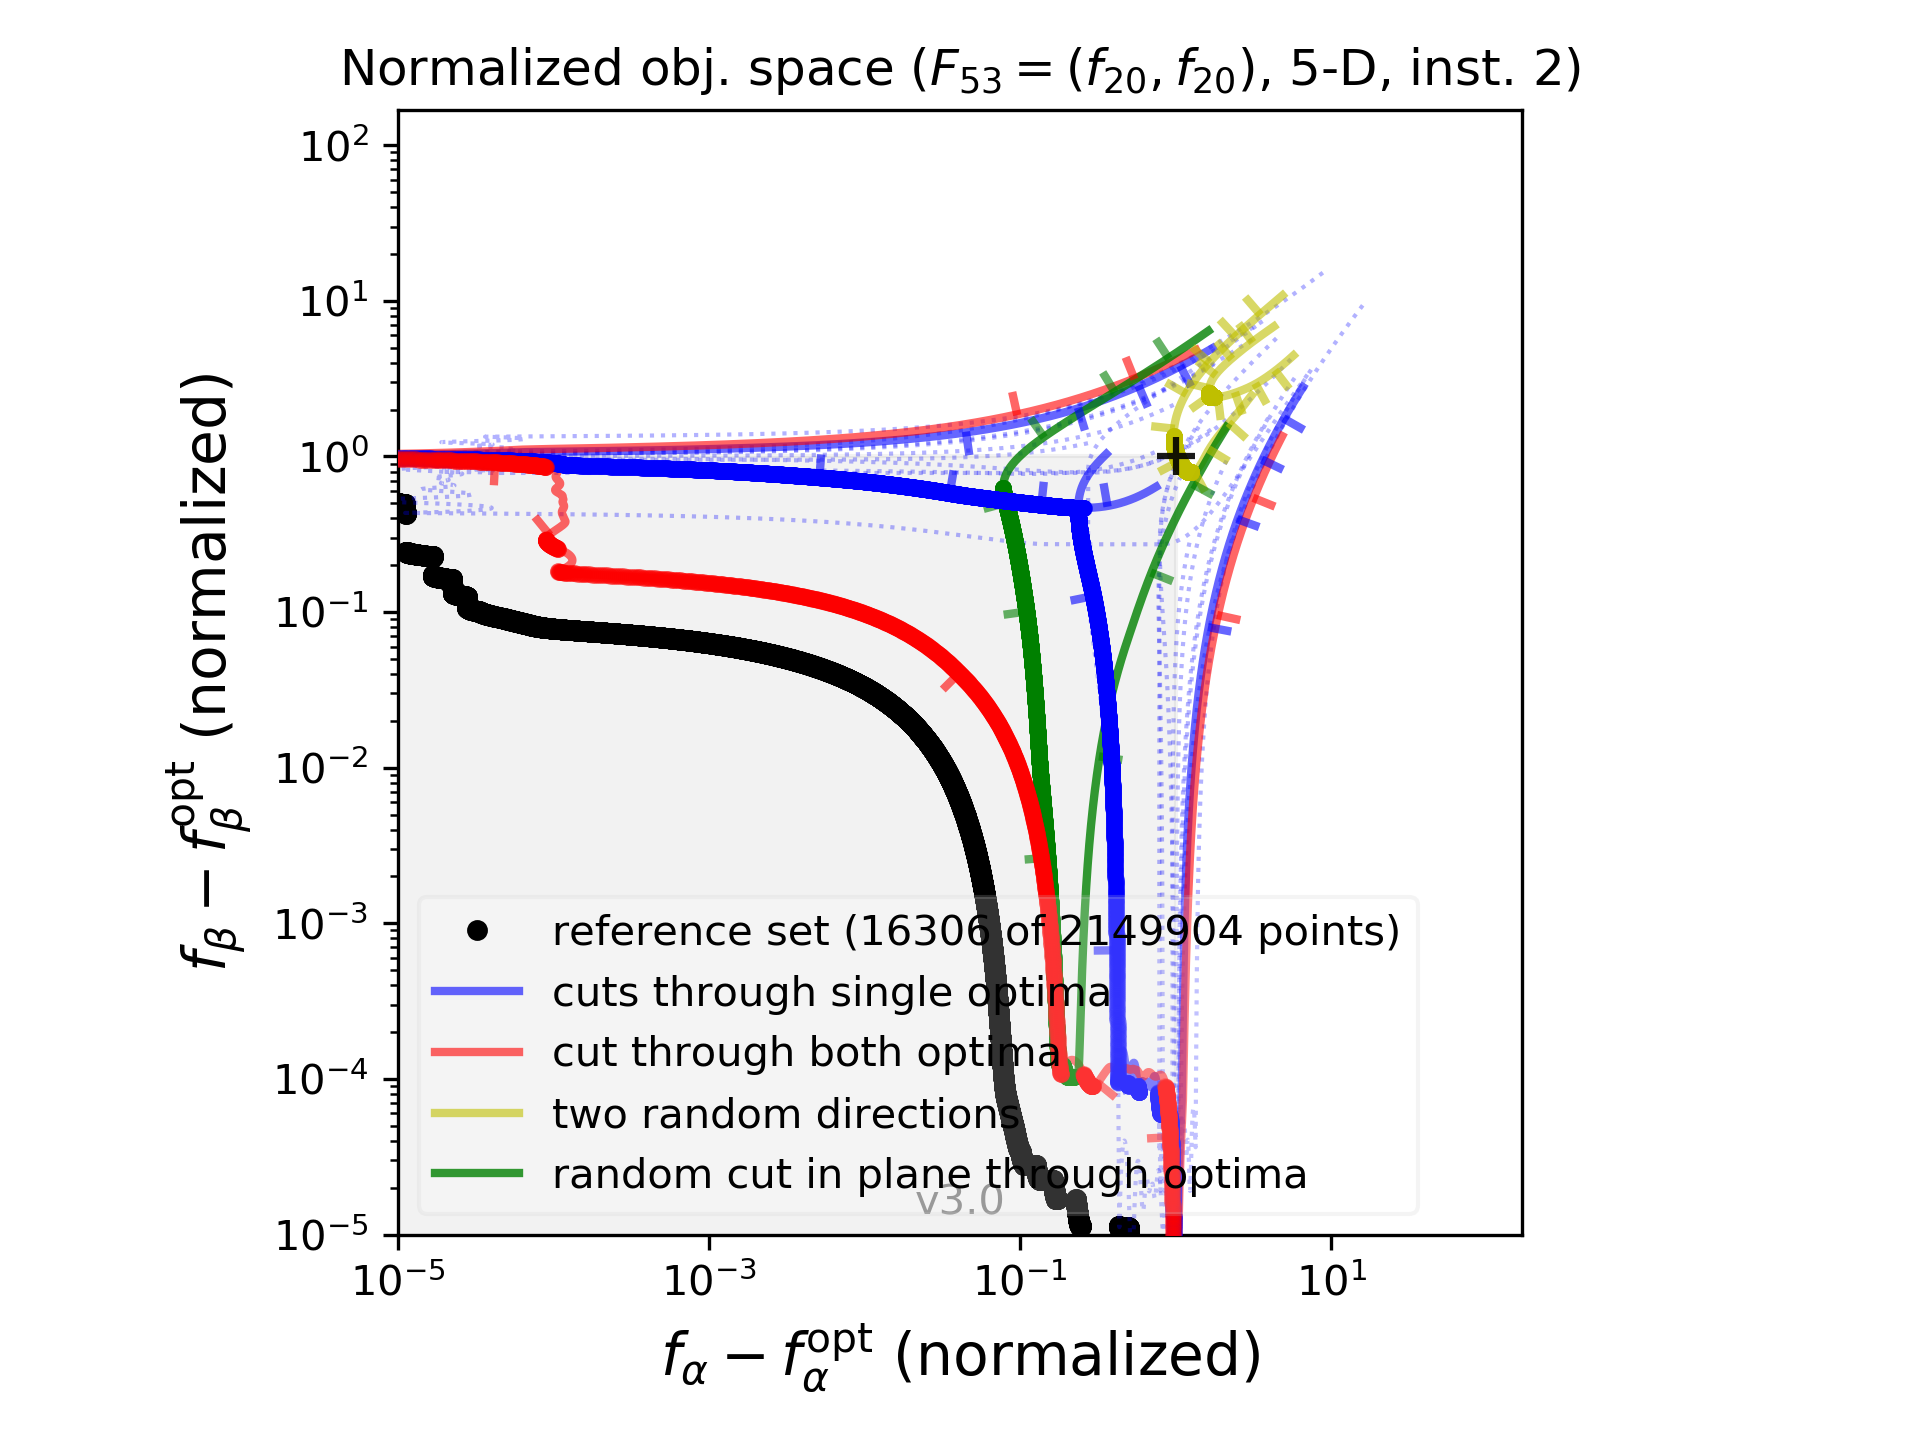 Normalized obj. space (F₅₃ = (f₂₀, f₂₀), 5-D, inst. 2)
10²
10¹
10⁰
10⁻¹
10⁻²
10⁻³
10⁻⁴
10⁻⁵
f_β − f_β^opt (normalized)
reference set (16306 of 2149904 points)
cuts through single optima
cut through both optima
two random directions
random cut in plane through optima
v3.0
10⁻⁵ 10⁻³ 10⁻¹ 10¹
f_α − f_α^opt (normalized)